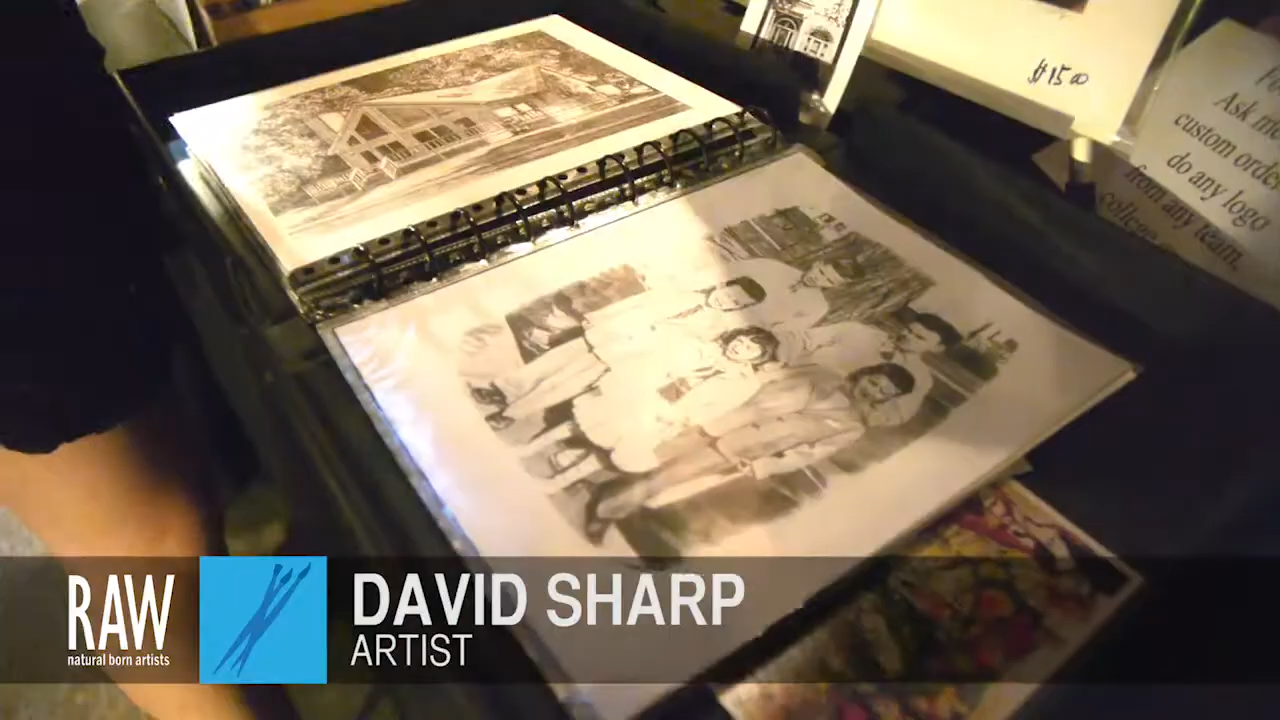 $15.00
Ask me
custom order
do any logo
from any team,
college
RAW
natural born artists
DAVID SHARP
ARTIST